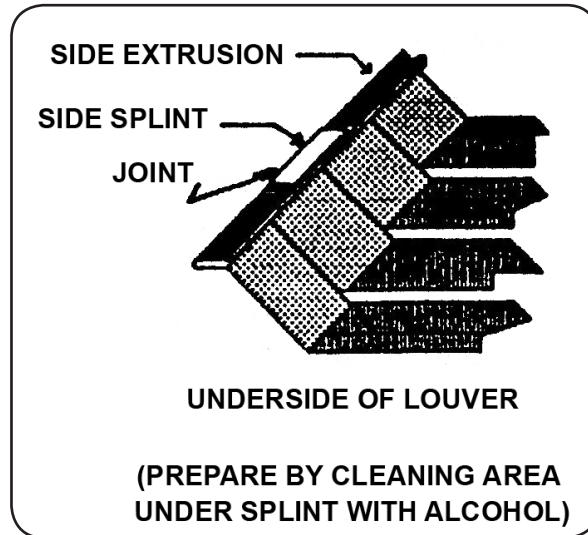 SIDE EXTRUSION
SIDE SPLINT
JOINT
UNDERSIDE OF LOUVER
(PREPARE BY CLEANING AREA
UNDER SPLINT WITH ALCOHOL)